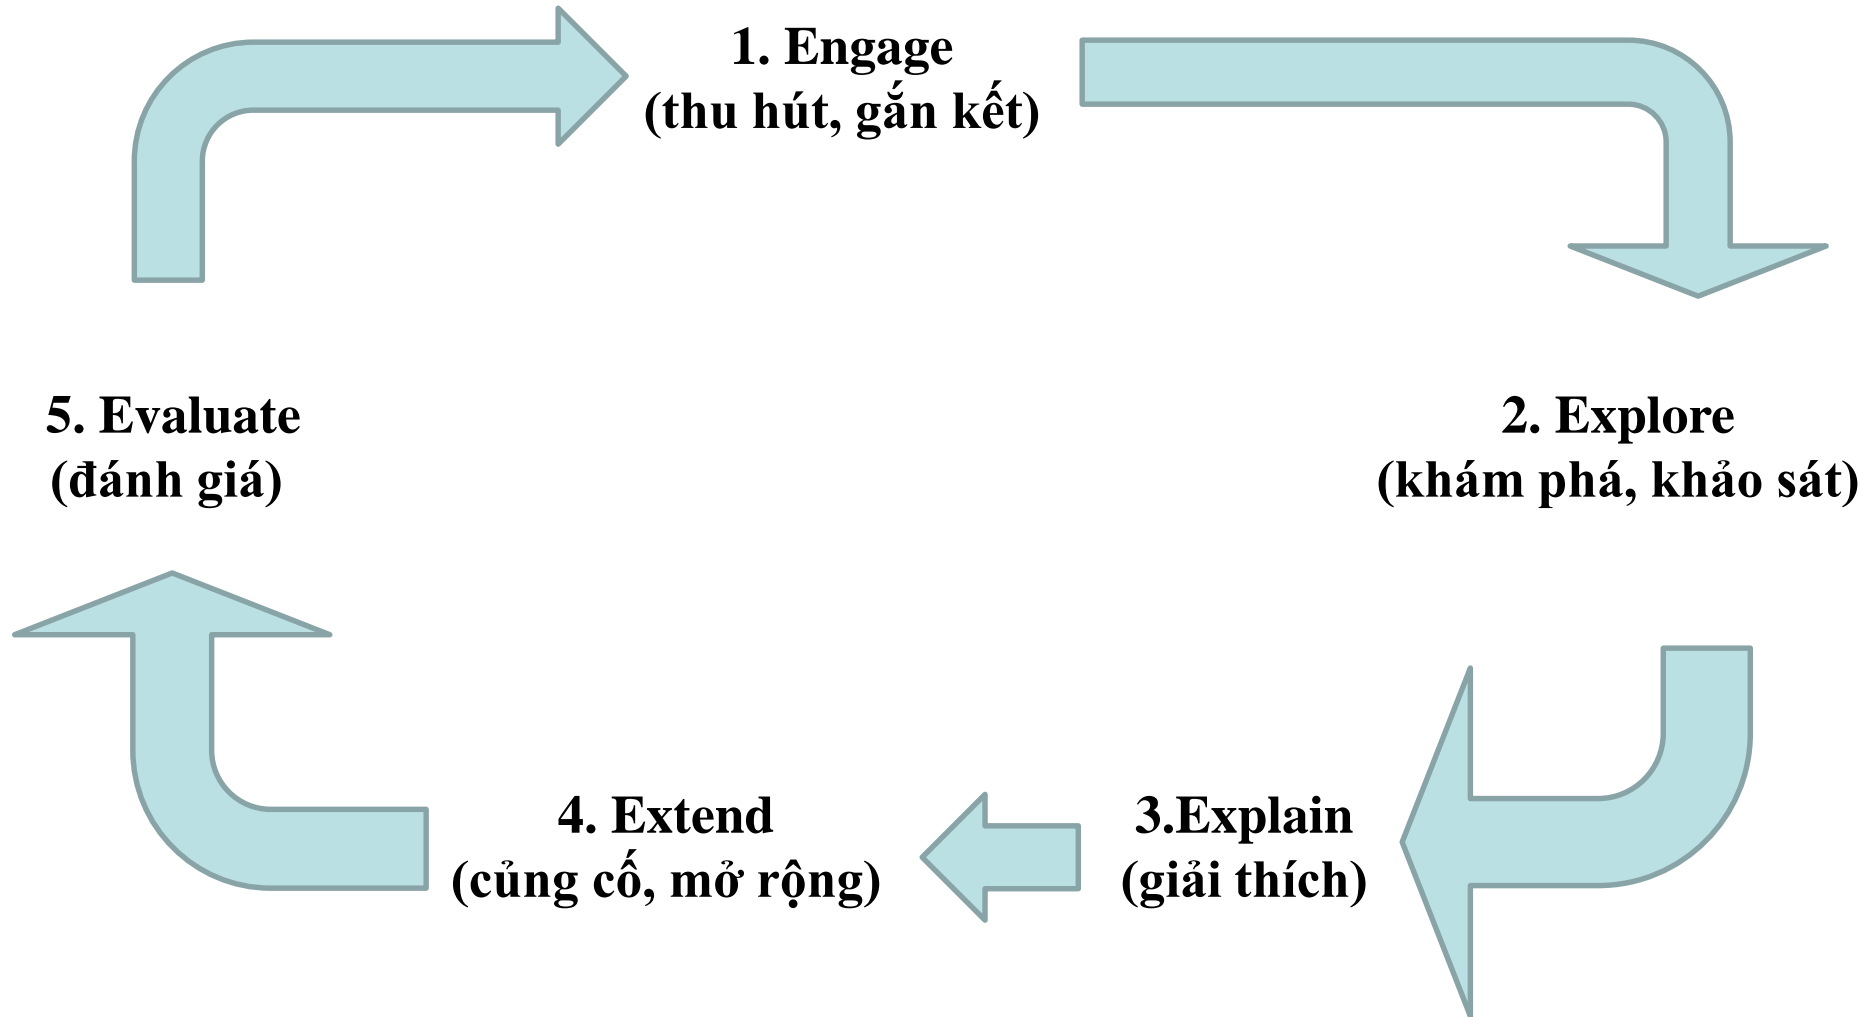 1. Engage
(thu hút, gắn kết)
2. Explore
(khám phá, khảo sát)
3.Explain
(giải thích)
4. Extend
(củng cố, mở rộng)
5. Evaluate
(đánh giá)